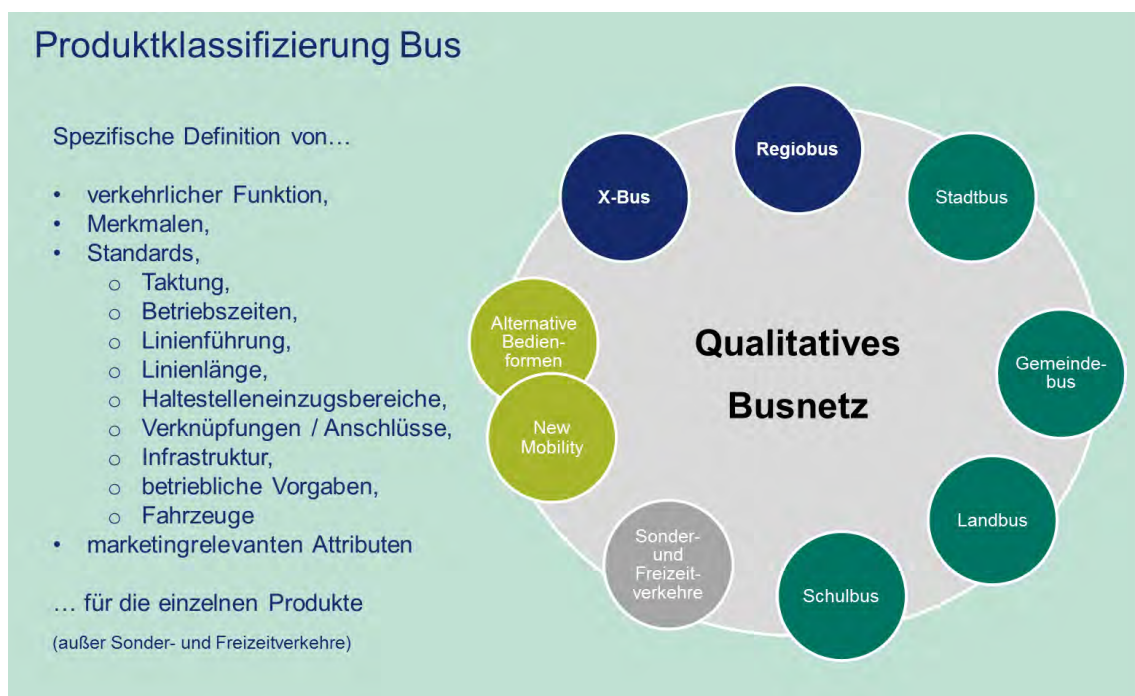 Produktklassifizierung Bus
Spezifische Definition von…
• verkehrlicher Funktion,
• Merkmalen,
• Standards,
o Taktung,
o Betriebszeiten,
o Linienführung,
o Linienlänge,
o Haltestelleneinzugsbereiche,
o Verknüpfungen / Anschlüsse,
o Infrastruktur,
o betriebliche Vorgaben,
o Fahrzeuge
• marketingrelevanten Attributen
… für die einzelnen Produkte
(außer Sonder- und Freizeitverkehre)
Regiobus
X-Bus
Stadtbus
Alternative
Bedien-
formen
New
Mobility
Qualitatives
Busnetz
Gemeinde-
bus
Landbus
Sonder-
und
Freizeit-
verkehre
Schulbus